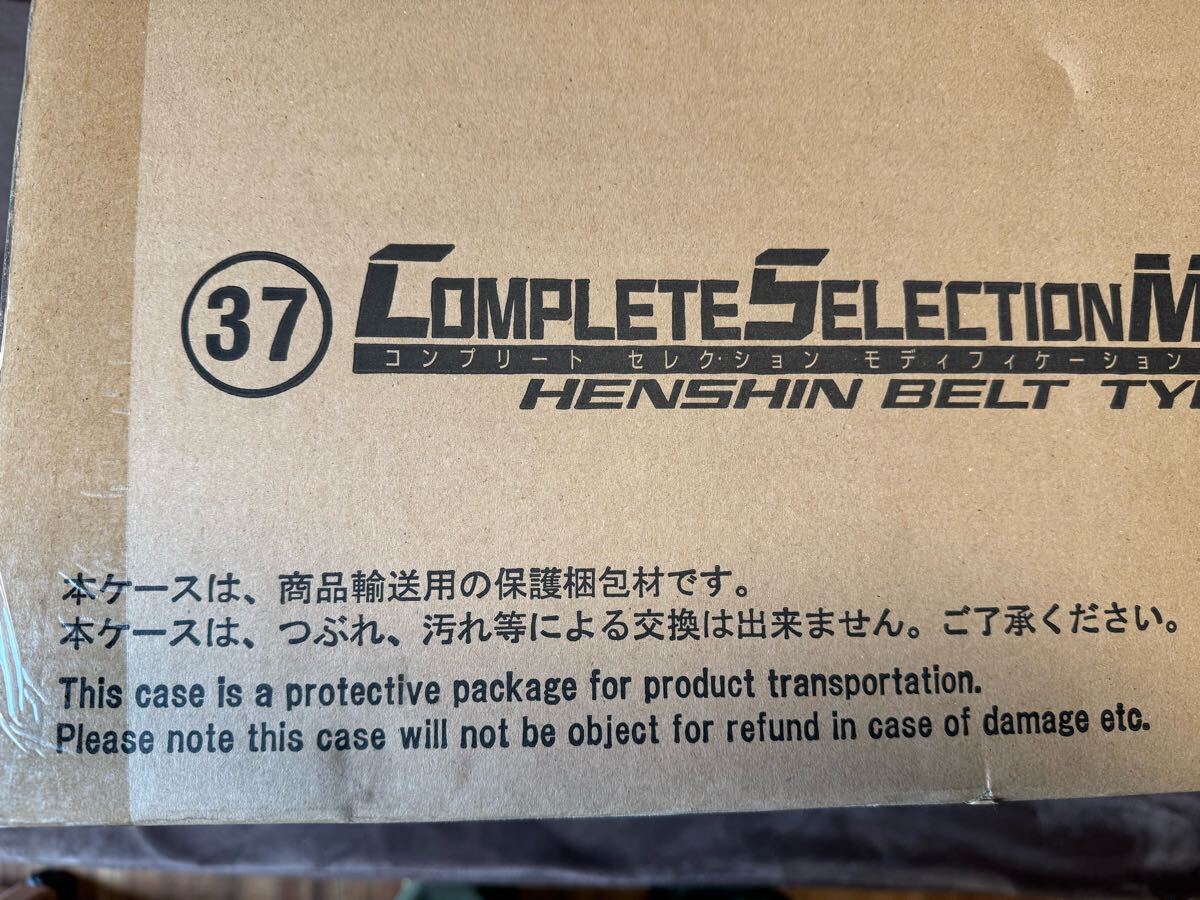 37 COMPLETE SELECTION M
コンプリート セレクション モディフィケーション
HENSHIN BELT TY
本ケースは、商品輸送用の保護梱包材です。
本ケースは、つぶれ、汚れ等による交換は出来ません。ご了承ください。
This case is a protective package for product transportation.
Please note this case will not be object for refund in case of damage etc.